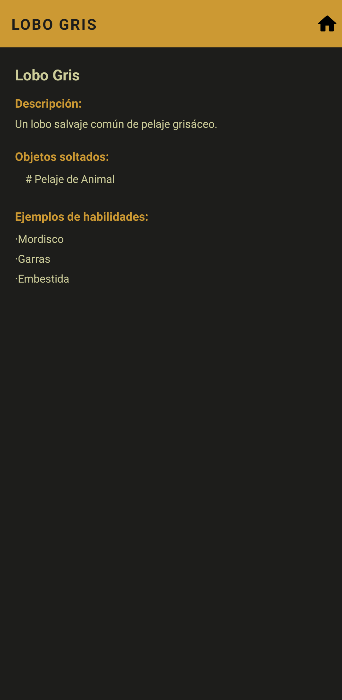 LOBO GRIS
Lobo Gris
Descripción:
Un lobo salvaje común de pelaje grisáceo.
Objetos soltados:
# Pelaje de Animal
Ejemplos de habilidades:
·Mordisco
·Garras
·Embestida